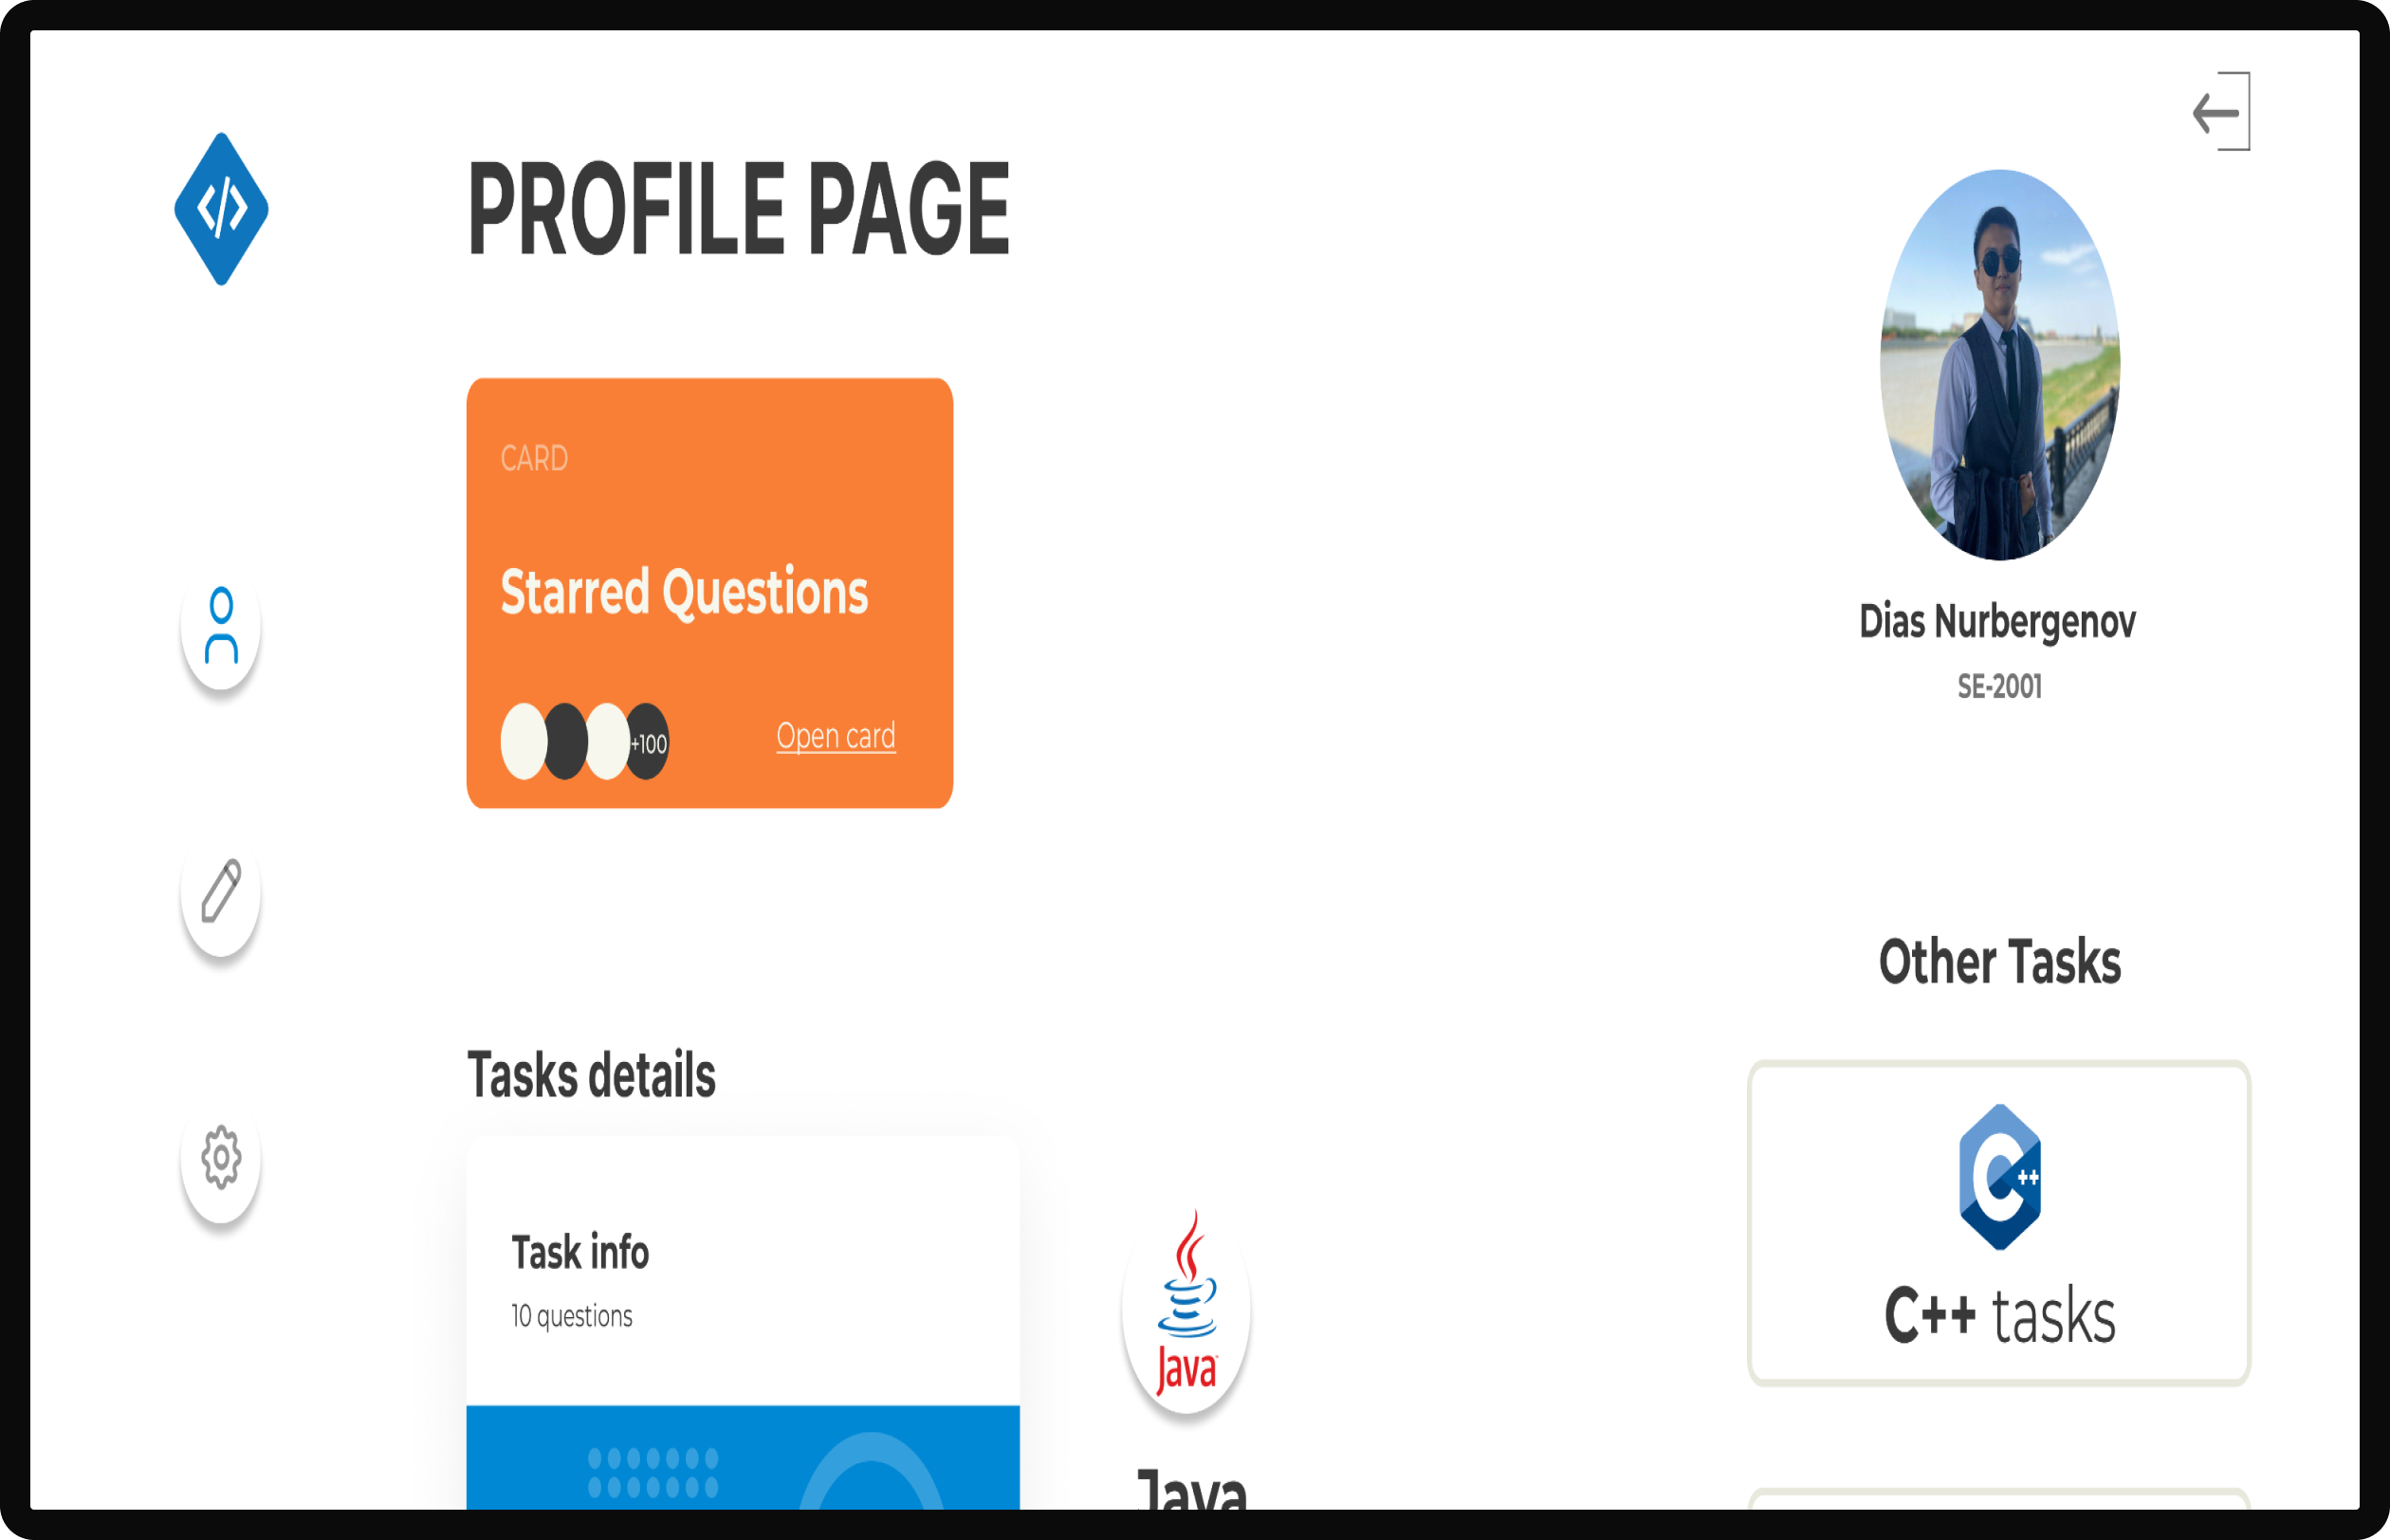 PROFILE PAGE
CARD
Starred Questions
+100
Open card
Dias Nurbergenov
SE-2001
Other Tasks
C++
C++ tasks
Tasks details
Task info
10 questions
Java
Java